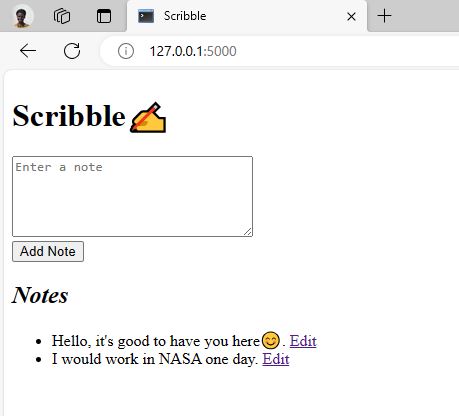 Scribble
127.0.0.1:5000
Scribble✍
Enter a note
Add Note
Notes
Hello, it's good to have you here😊. Edit
I would work in NASA one day. Edit